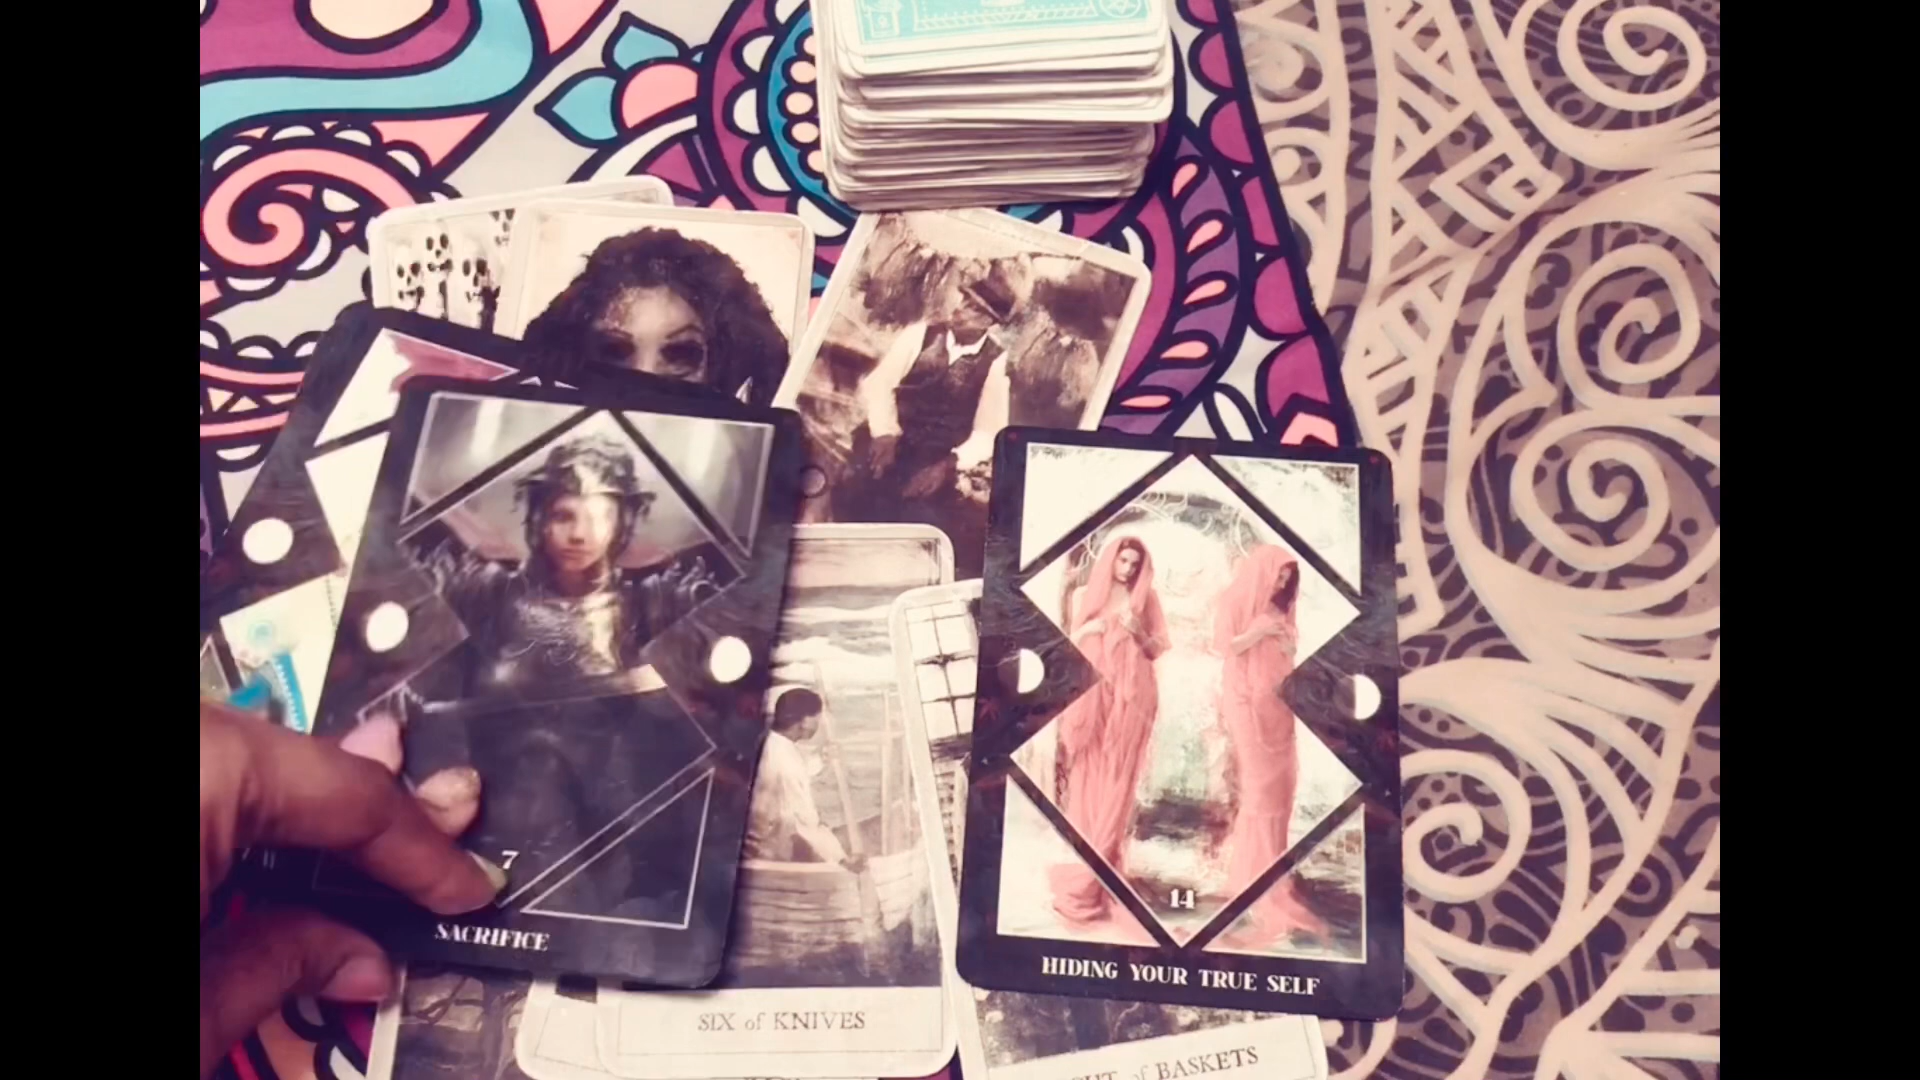 7
SACRIFICE
14
HIDING YOUR TRUE SELF
SIX of KNIVES
of BASKETS